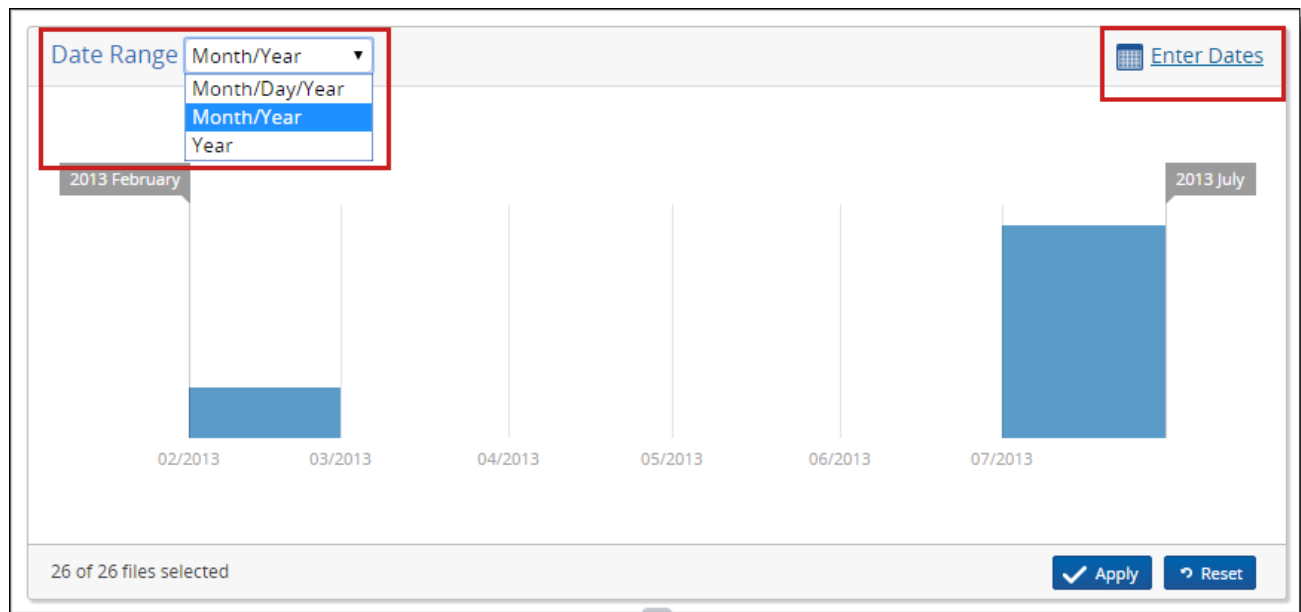 Date Range Month/Year Enter Dates
Month/Day/Year
Month/Year
Year
2013 February 2013 July
02/2013 03/2013 04/2013 05/2013 06/2013 07/2013
26 of 26 files selected Apply Reset